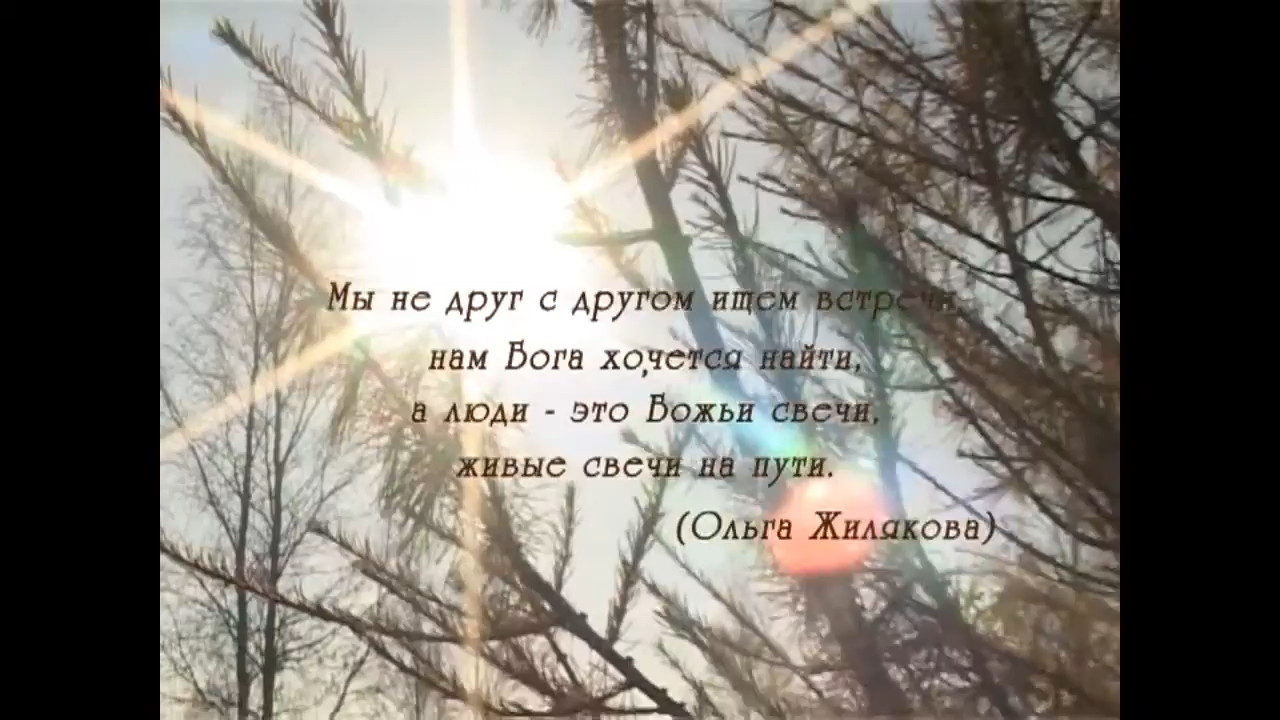 Мы не друг с другом ищем встречи,
нам Бога хочется найти,
а люди - это Божьи свечи,
живые свечи на пути.
(Ольга Жилякова)